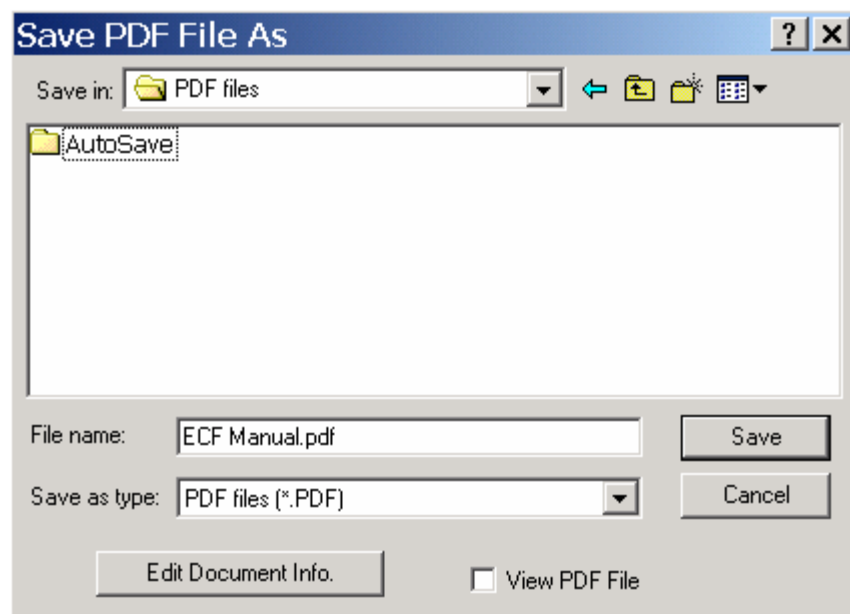 Save PDF File As ?
Save in: PDF files
AutoSave
File name: ECF Manual.pdf Save
Save as type: PDF files (*.PDF) Cancel
Edit Document Info. View PDF File